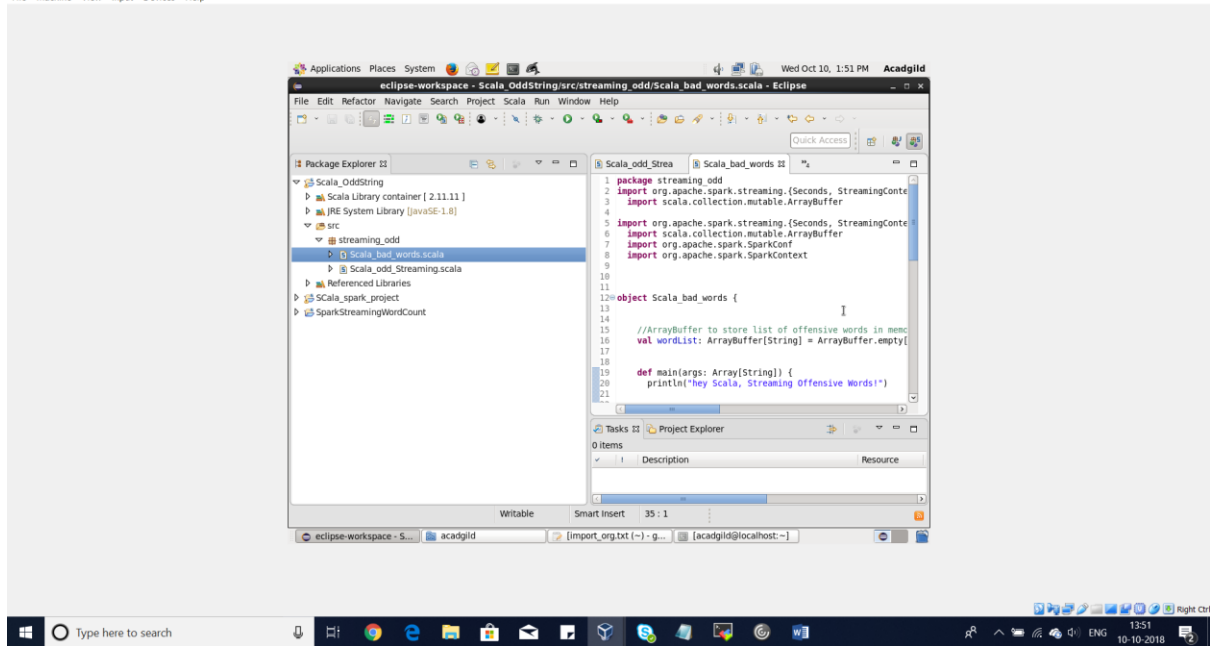 File Machine View Input Devices Help
Applications Places System Wed Oct 10, 1:51 PM Acadgild
eclipse-workspace - Scala_OddString/src/streaming_odd/Scala_bad_words.scala - Eclipse
File Edit Refactor Navigate Search Project Scala Run Window Help
Quick Access
Package Explorer
Scala_OddString
Scala Library container [ 2.11.11 ]
JRE System Library [JavaSE-1.8]
src
streaming_odd
Scala_bad_words.scala
Scala_odd_Streaming.scala
Referenced Libraries
SCala_spark_project
SparkStreamingWordCount
Scala_odd_Strea Scala_bad_words
1 package streaming_odd
2 import org.apache.spark.streaming.{Seconds, StreamingConte
3 import scala.collection.mutable.ArrayBuffer
4
5 import org.apache.spark.streaming.{Seconds, StreamingConte
6 import scala.collection.mutable.ArrayBuffer
7 import org.apache.spark.SparkConf
8 import org.apache.spark.SparkContext
9
10
11
12 object Scala_bad_words {
13
14
15 //ArrayBuffer to store list of offensive words in memo
16 val wordList: ArrayBuffer[String] = ArrayBuffer.empty[
17
18
19 def main(args: Array[String]) {
20 println("hey Scala, Streaming Offensive Words!")
21
Tasks Project Explorer
0 items
! Description Resource
Writable Smart Insert 35 : 1
eclipse-workspace - S... acadgild [import_org.txt (~) - g... [acadgild@localhost:~]
Right Ctrl
Type here to search ENG 13:51
10-10-2018